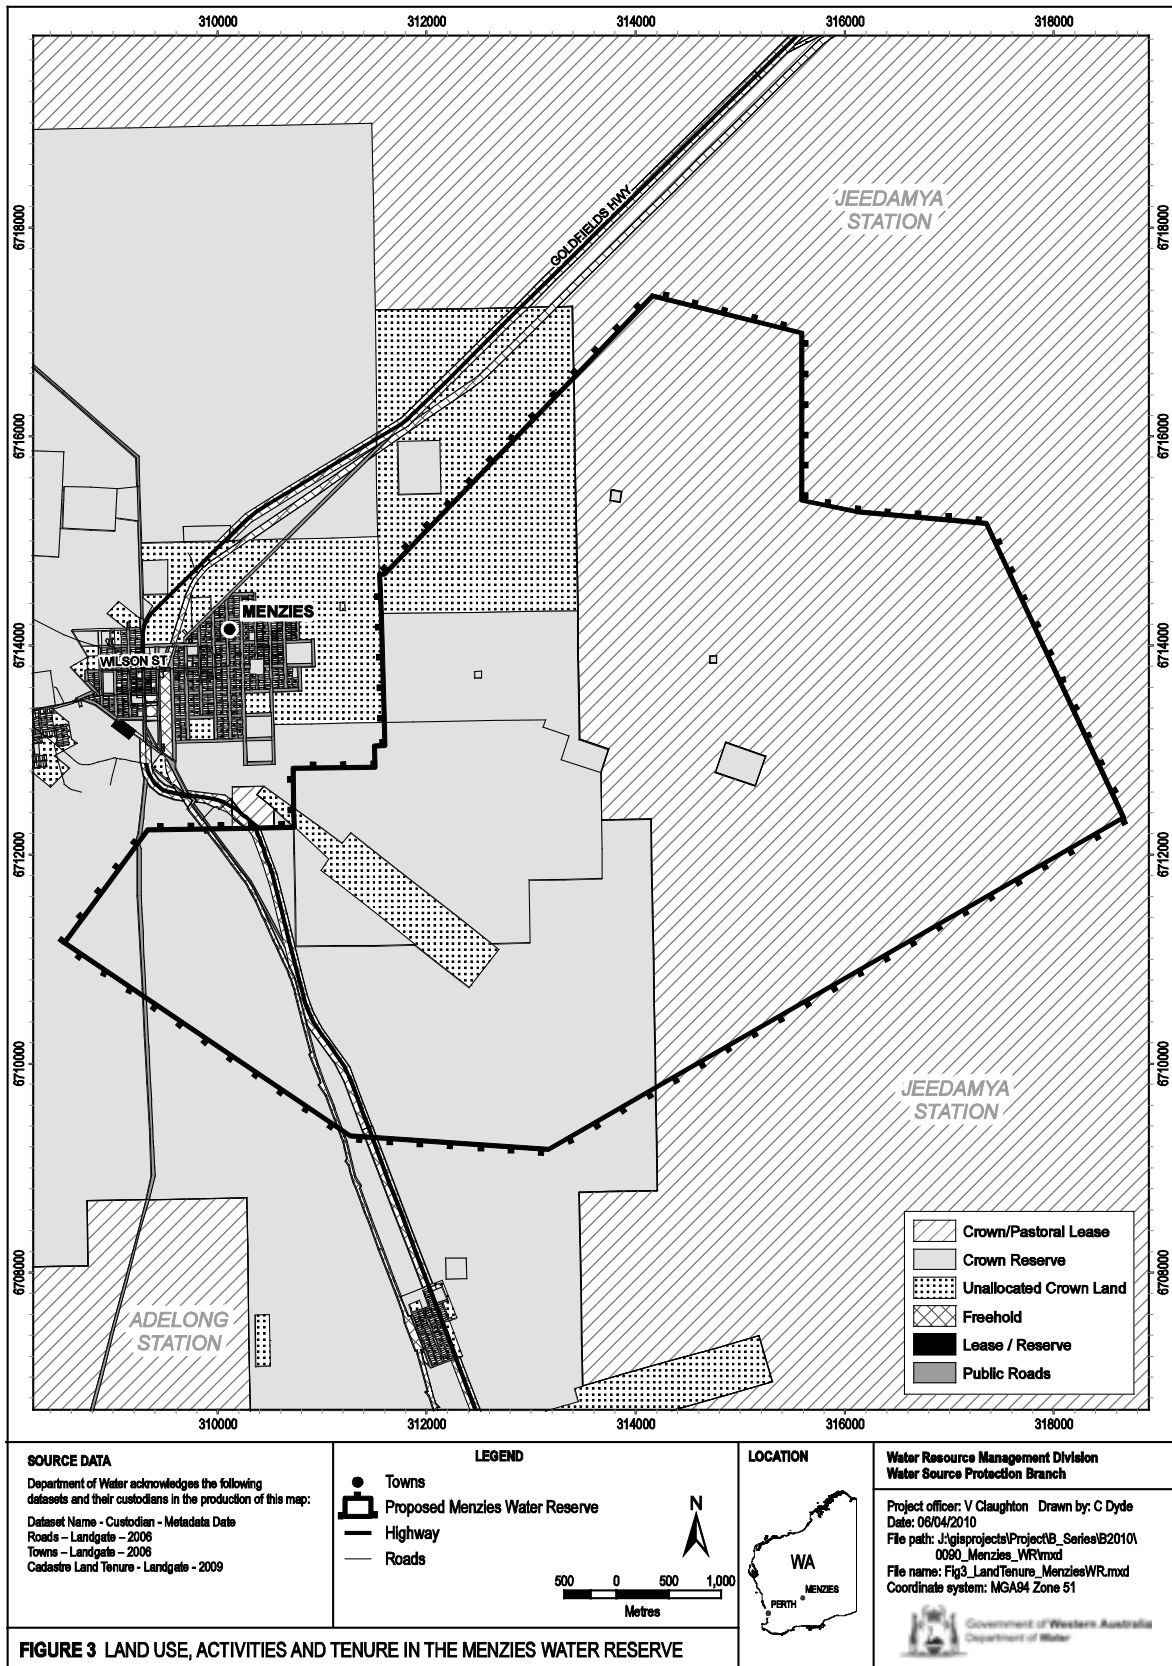 310000
312000
314000
316000
318000
6718000
6718000
JEEDAMYA
STATION
GOLDFIELDS HWY
6716000
6716000
MENZIES
6714000
6714000
WILSON ST
6712000
6712000
6710000
6710000
JEEDAMYA
STATION
6708000
6708000
ADELONG
STATION
Crown/Pastoral Lease
Crown Reserve
Unallocated Crown Land
Freehold
Lease / Reserve
Public Roads
310000
312000
314000
316000
318000
SOURCE DATA
Department of Water acknowledges the following
datasets and their custodians in the production of this map:
Dataset Name - Custodian - Metadata Date
Roads – Landgate – 2006
Towns – Landgate – 2006
Cadastre Land Tenure - Landgate - 2009
LEGEND
Towns
Proposed Menzies Water Reserve
Highway
Roads
N
500 0 500 1,000
Metres
LOCATION
WA
MENZIES
PERTH
Water Resource Management Division
Water Source Protection Branch
Project officer: V Claughton Drawn by: C Dyde
Date: 06/04/2010
File path: J:\gisprojects\Project\B_Series\B2010\
0090_Menzies_WR\mxd
File name: Fig3_LandTenure_MenziesWR.mxd
Coordinate system: MGA94 Zone 51
Government of Western Australia
Department of Water
FIGURE 3 LAND USE, ACTIVITIES AND TENURE IN THE MENZIES WATER RESERVE